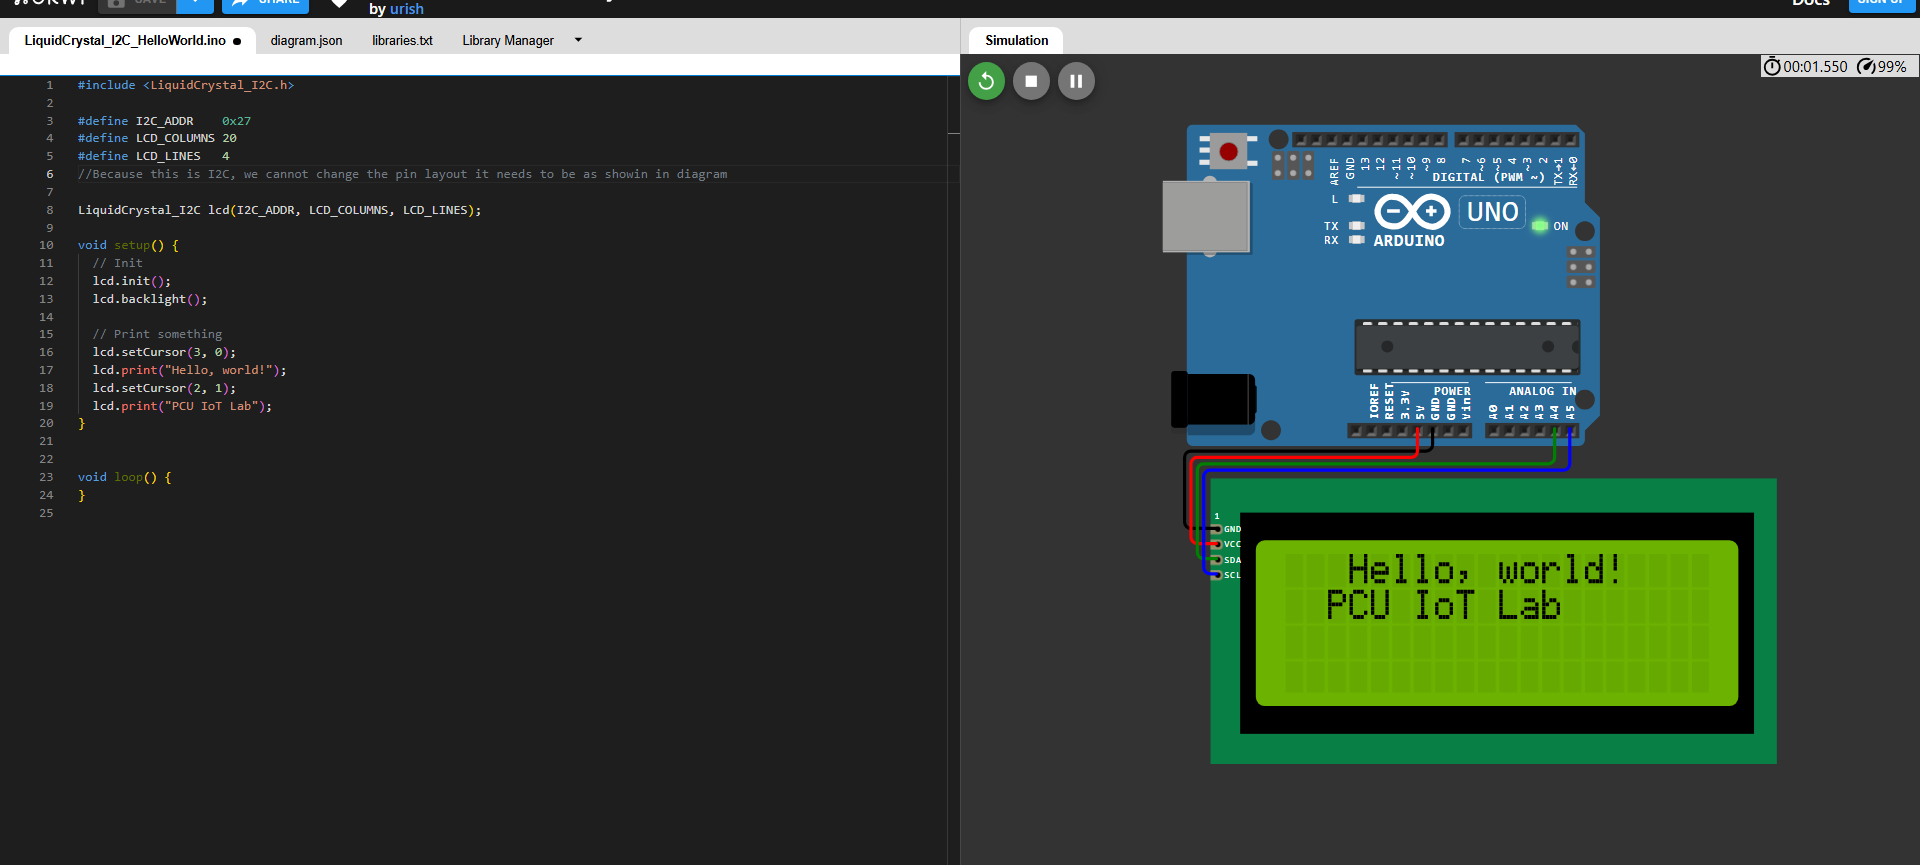 SAVE
SHARE
by urish
Docs
SIGN UP
LiquidCrystal_I2C_HelloWorld.ino ●
diagram.json
libraries.txt
Library Manager
Simulation
00:01.550
99%
1 #include <LiquidCrystal_I2C.h>
2
3 #define I2C_ADDR    0x27
4 #define LCD_COLUMNS 20
5 #define LCD_LINES   4
6 //Because this is I2C, we cannot change the pin layout it needs to be as showin in diagram
7
8 LiquidCrystal_I2C lcd(I2C_ADDR, LCD_COLUMNS, LCD_LINES);
9
10 void setup() {
11   // Init
12   lcd.init();
13   lcd.backlight();
14
15   // Print something
16   lcd.setCursor(3, 0);
17   lcd.print("Hello, world!");
18   lcd.setCursor(2, 1);
19   lcd.print("PCU IoT Lab");
20 }
21
22
23 void loop() {
24 }
25
AREF GND 13 12 ~11 ~10 ~9 8 7 ~6 ~5 4 ~3 2 TX→1 RX←0
DIGITAL (PWM ~)
L
TX
RX
UNO
ARDUINO
ON
POWER
ANALOG IN
IOREF RESET 3.3V 5V GND GND Vin A0 A1 A2 A3 A4 A5
1
GND
VCC
SDA
SCL
Hello, world!
PCU IoT Lab